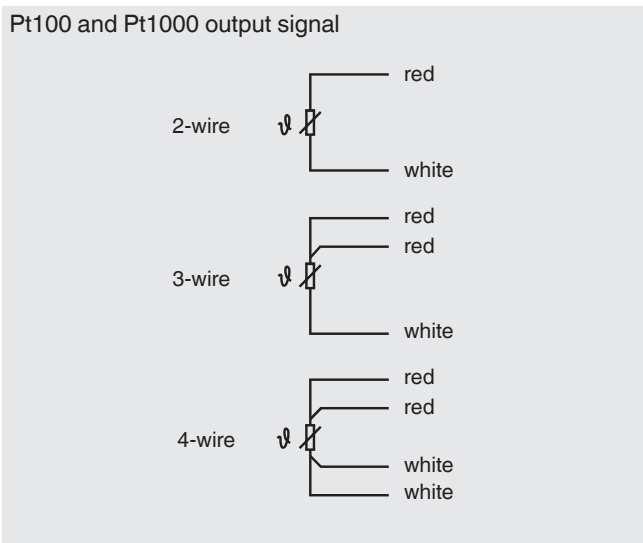 Pt100 and Pt1000 output signal
red
2-wire ϑ
white
red
red
3-wire ϑ
white
red
red
4-wire ϑ
white
white